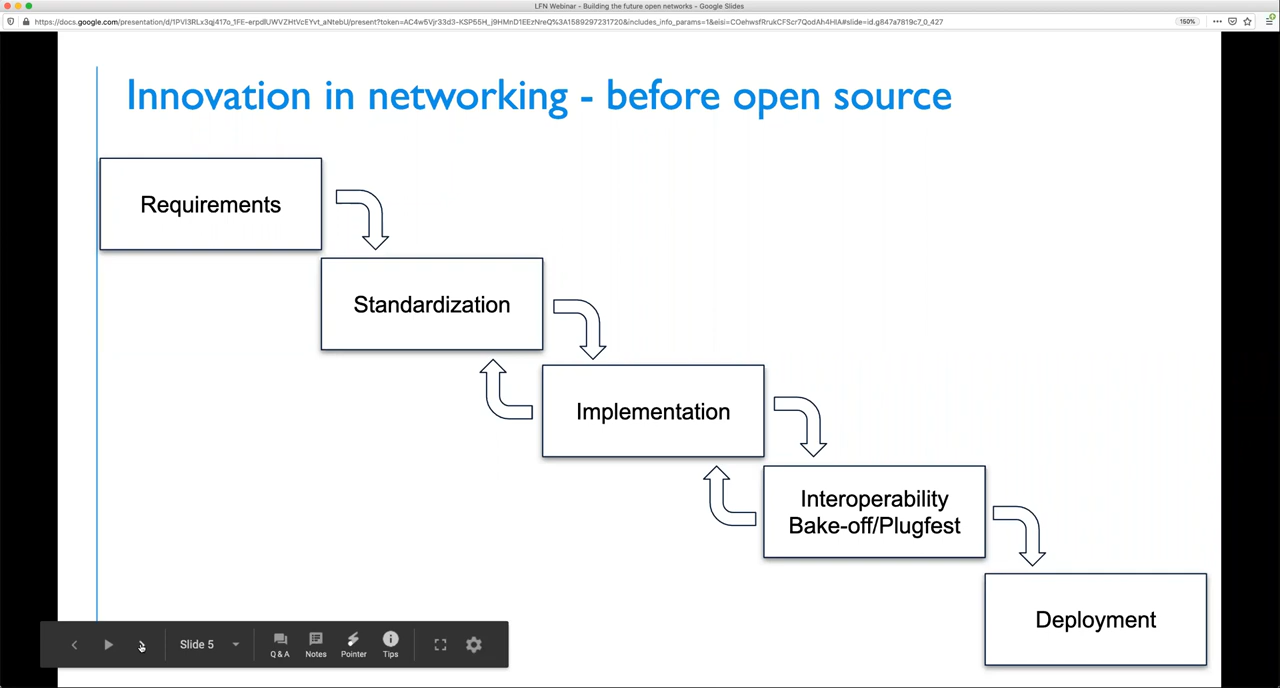 LFN Webinar - Building the future open networks - Google Slides
150%
Innovation in networking - before open source
Requirements
Standardization
Implementation
Interoperability
Bake-off/Plugfest
Deployment
Slide 5
Q & A
Notes
Pointer
Tips